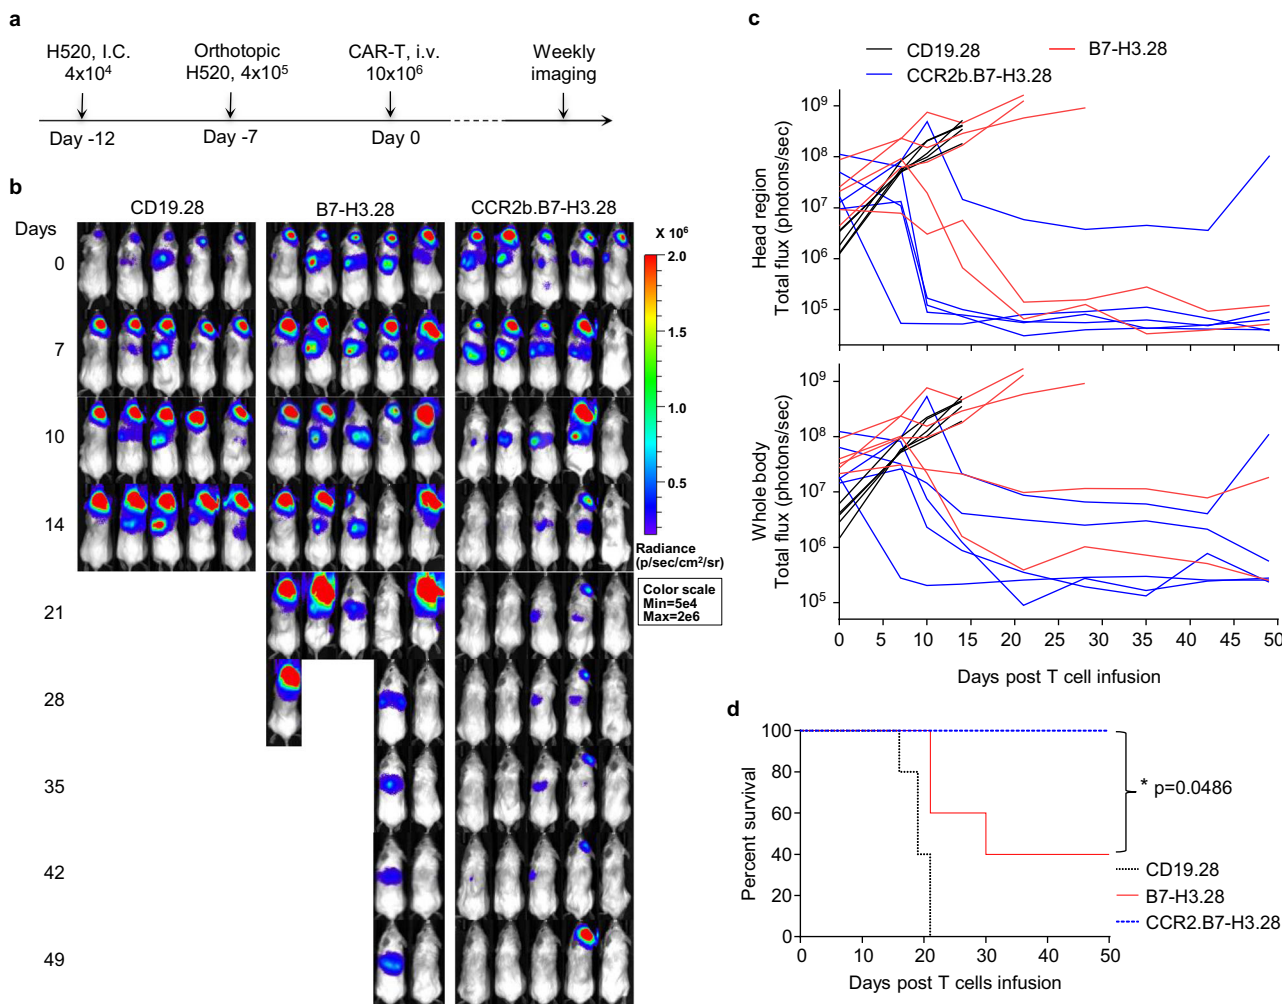 a
H520, I.C.
4x10⁴
Orthotopic
H520, 4x10⁵
CAR-T, i.v.
10x10⁶
Weekly
imaging
Day -12
Day -7
Day 0
b
Days
CD19.28
B7-H3.28
CCR2b.B7-H3.28
0
7
10
14
21
28
35
42
49
X 10⁶
2.0
1.5
1.0
0.5
Radiance
(p/sec/cm²/sr)
Color scale
Min=5e4
Max=2e6
c
CD19.28
B7-H3.28
CCR2b.B7-H3.28
Head region
Total flux (photons/sec)
10⁹
10⁸
10⁷
10⁶
10⁵
Whole body
Total flux (photons/sec)
10⁹
10⁸
10⁷
10⁶
10⁵
0 5 10 15 20 25 30 35 40 45 50
Days post T cell infusion
d
Percent survival
100
80
60
40
20
0
0 10 20 30 40 50
Days post T cells infusion
* p=0.0486
CD19.28
B7-H3.28
CCR2.B7-H3.28